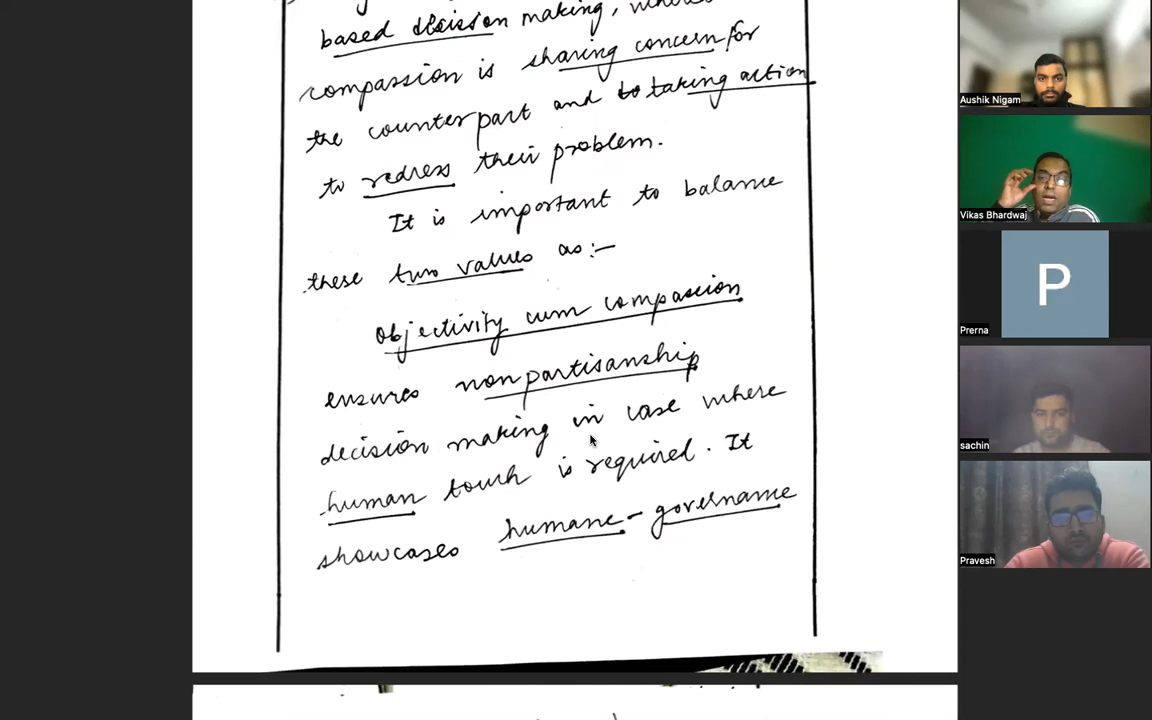 based decision making, where
compassion is sharing concern for
the counterpart and to taking action
to redress their problem.
It is important to balance
these two values as :-
objectivity cum compassion
ensures nonpartisanship
decision making in case where
human touch is required. It
showcases humane - governance
Aushik Nigam
Vikas Bhardwaj
P
Prerna
sachin
Pravesh